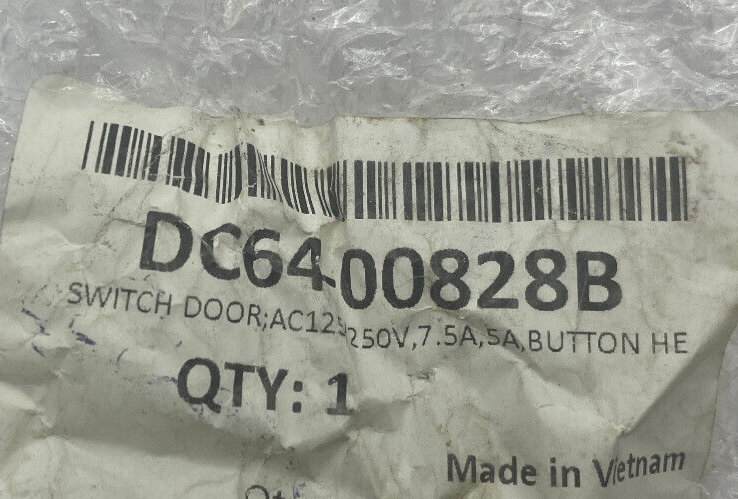 DC64-00828B
SWITCH DOOR;AC125/250V,7.5A,5A,BUTTON HE
QTY: 1
Made in Vietnam